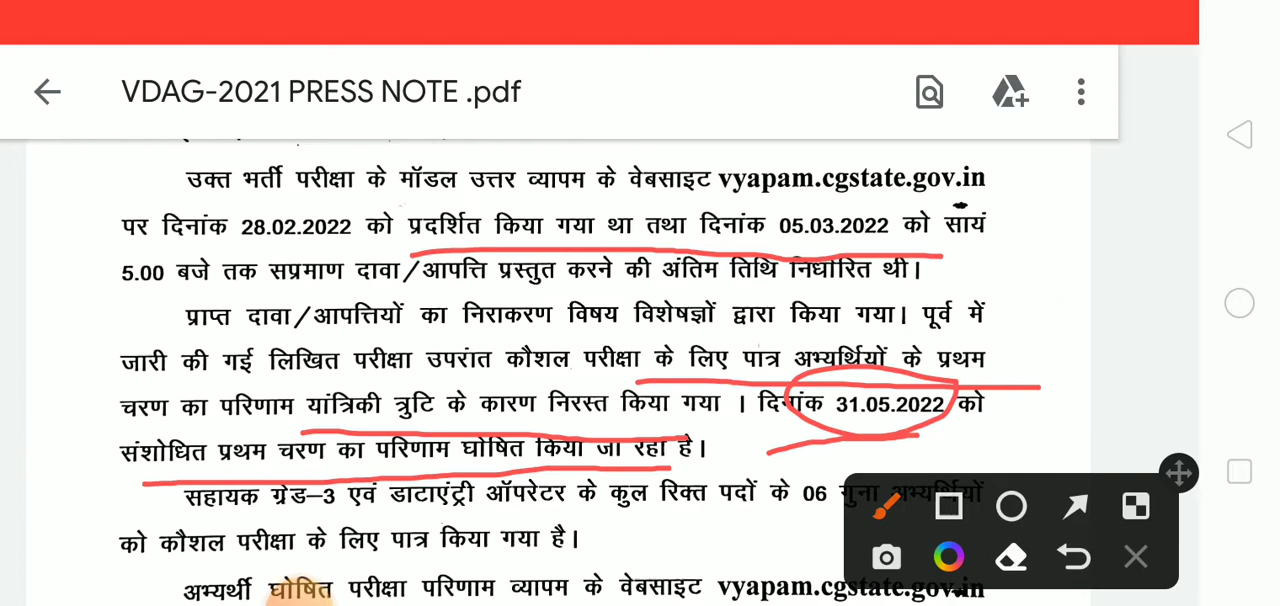 VDAG-2021 PRESS NOTE .pdf
उक्त भर्ती परीक्षा के मॉडल उत्तर व्यापम के वेबसाइट vyapam.cgstate.gov.in
पर दिनांक 28.02.2022 को प्रदर्शित किया गया था तथा दिनांक 05.03.2022 को सायं
5.00 बजे तक सप्रमाण दावा/आपत्ति प्रस्तुत करने की अंतिम तिथि निर्धारित थी।
प्राप्त दावा/आपत्तियों का निराकरण विषय विशेषज्ञों द्वारा किया गया। पूर्व में
जारी की गई लिखित परीक्षा उपरांत कौशल परीक्षा के लिए पात्र अभ्यर्थियों के प्रथम
चरण का परिणाम यांत्रिकी त्रुटि के कारण निरस्त किया गया । दिनांक 31.05.2022 को
संशोधित प्रथम चरण का परिणाम घोषित किया जा रहा है।
सहायक ग्रेड–3 एवं डाटाएंट्री ऑपरेटर के कुल रिक्त पदों के 06 गुना अभ्यर्थियों
को कौशल परीक्षा के लिए पात्र किया गया है।
अभ्यर्थी घोषित परीक्षा परिणाम व्यापम के वेबसाइट vyapam.cgstate.gov.in